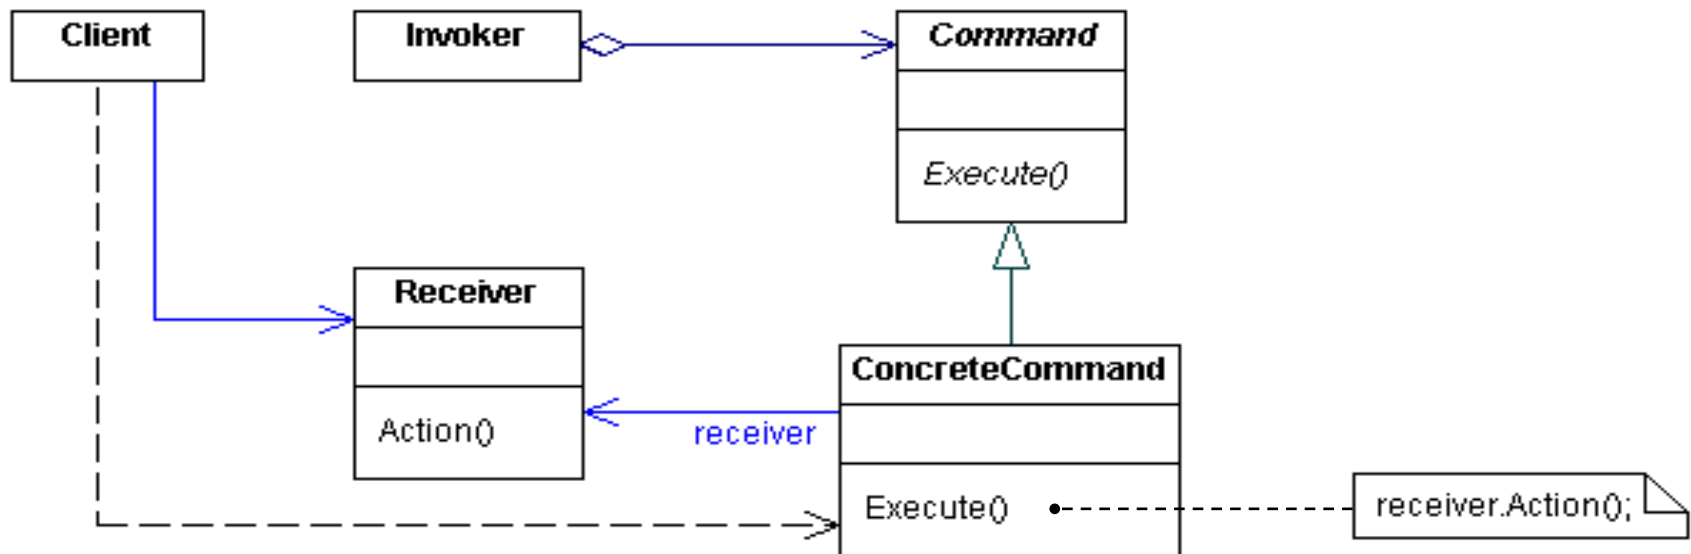 Client
Invoker
Command
Execute()
Receiver
Action()
receiver
ConcreteCommand
Execute()
receiver.Action();